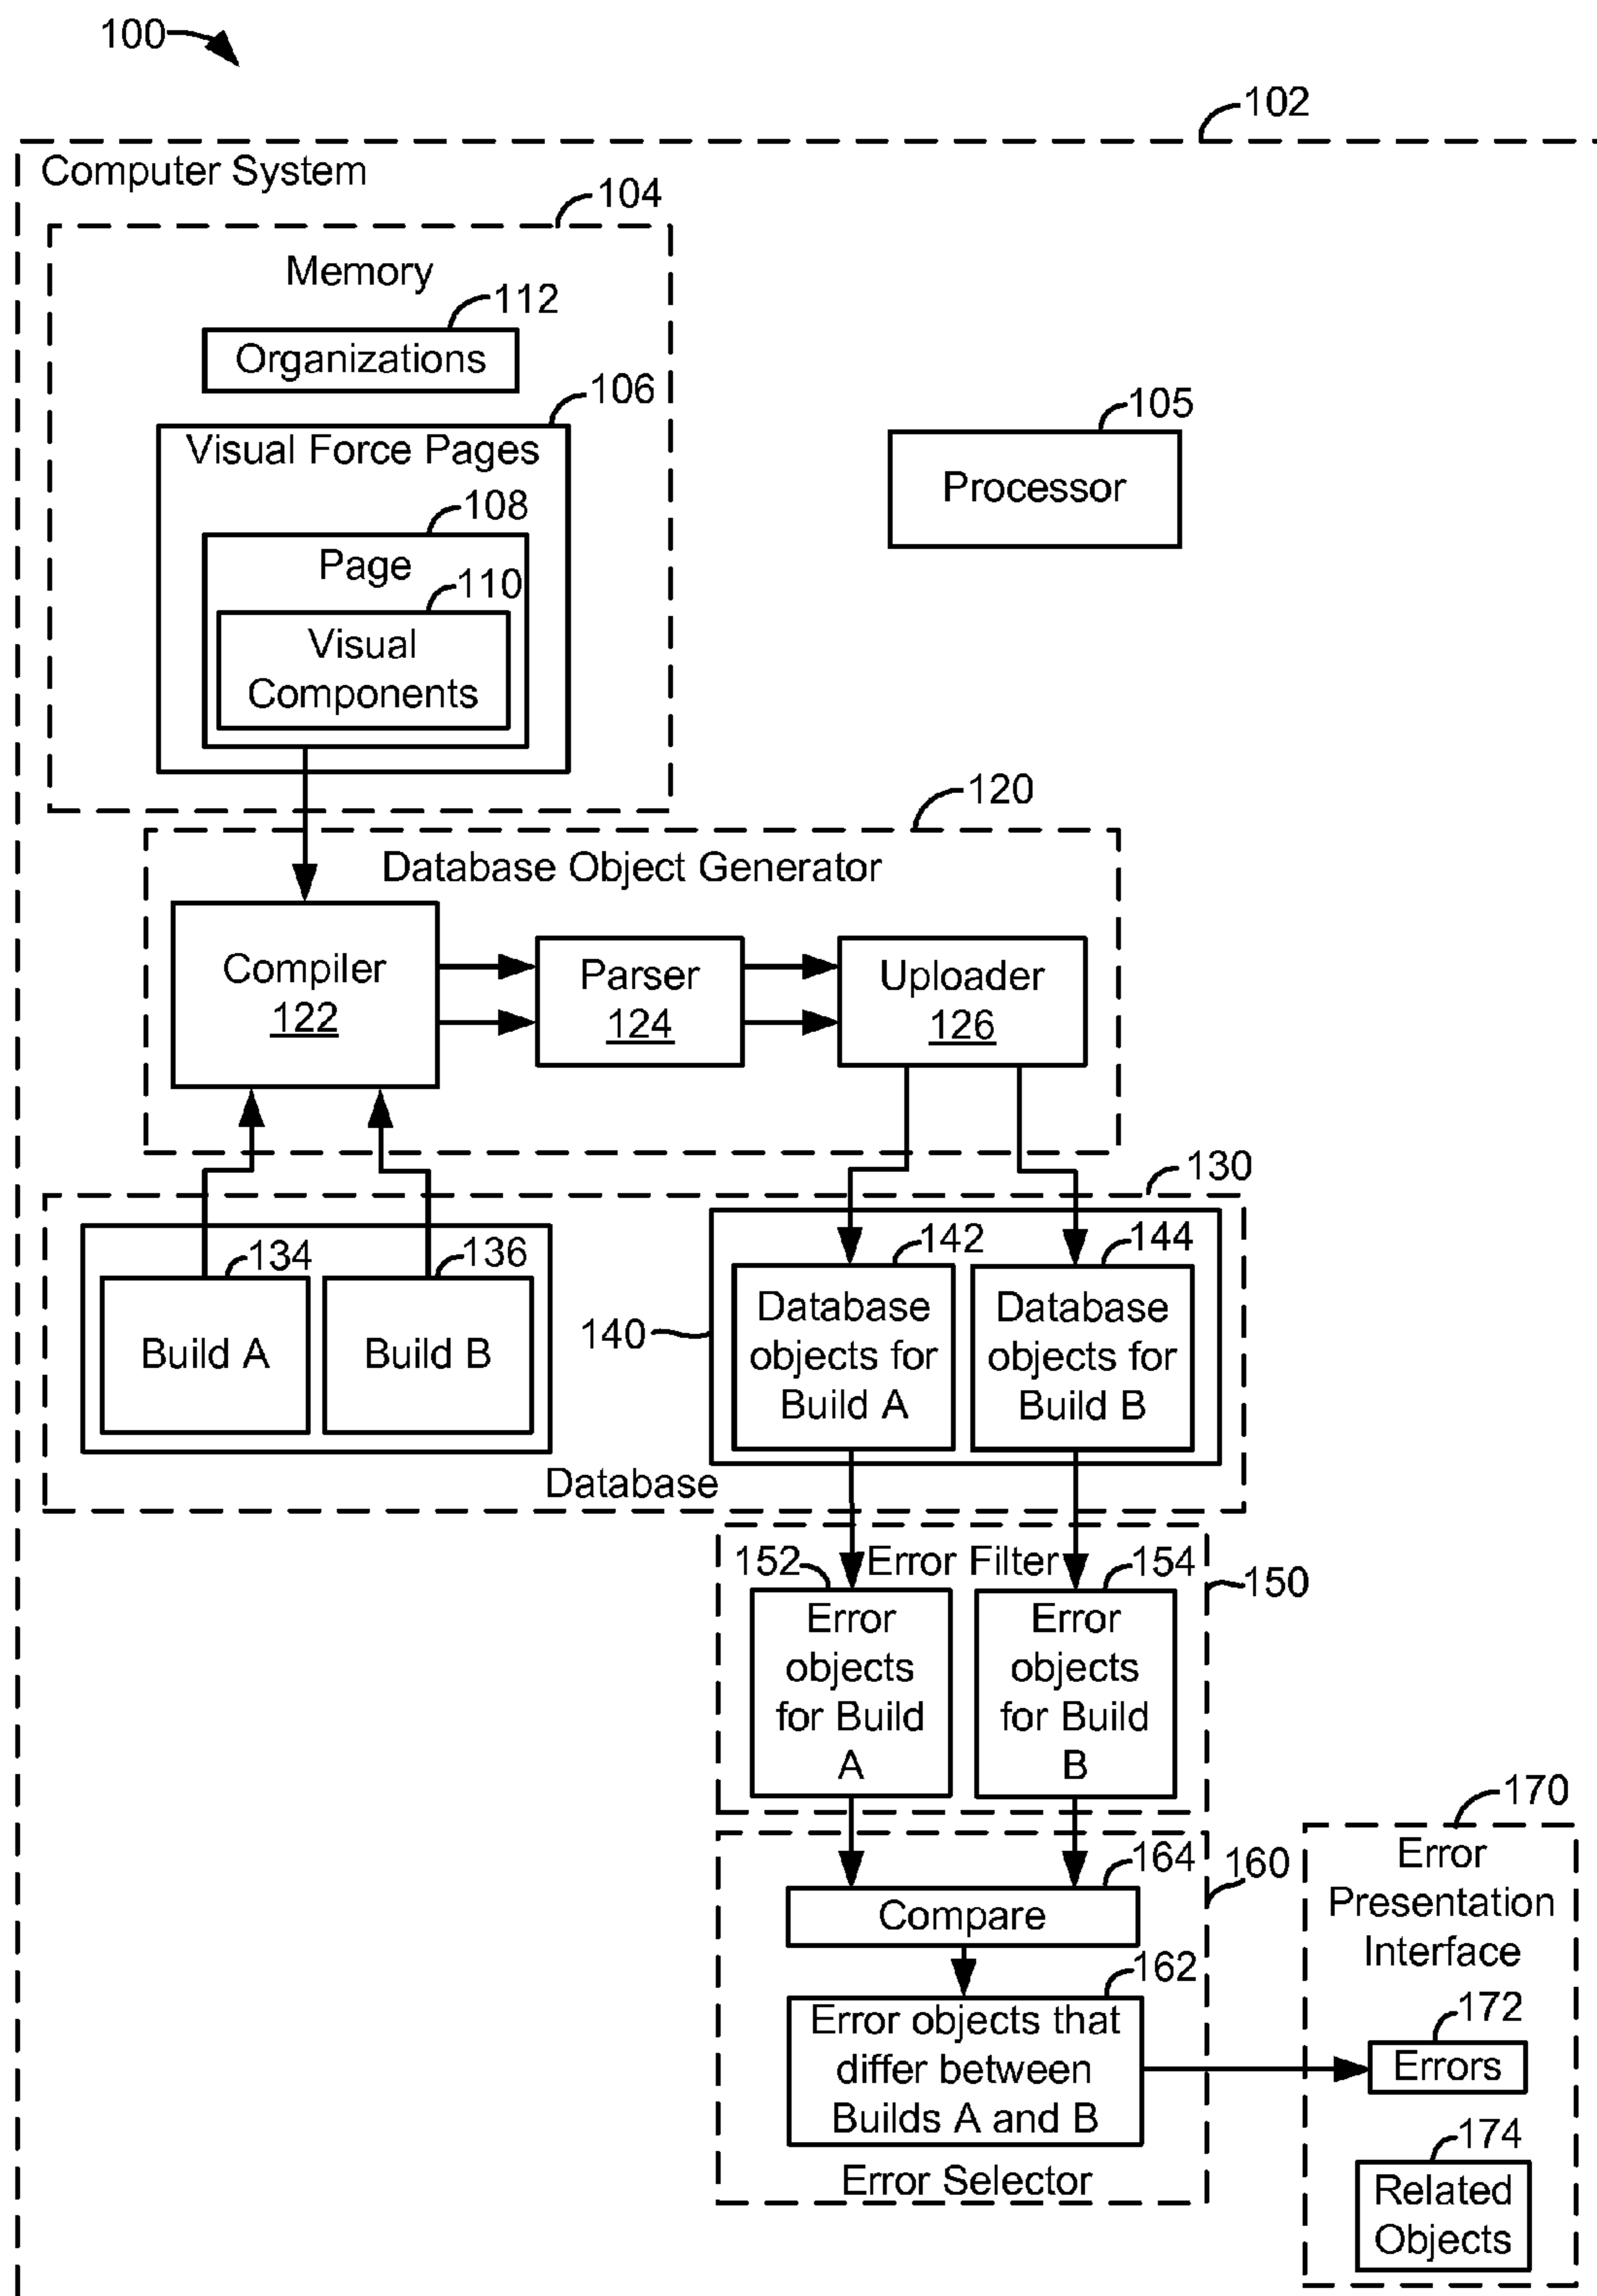 100
102
Computer System
104
Memory
112
Organizations
106
Visual Force Pages
108
Page
110
Visual
Components
105
Processor
120
Database Object Generator
Compiler
122
Parser
124
Uploader
126
130
134
Build A
136
Build B
140
142
Database
objects for
Build A
144
Database
objects for
Build B
Database
152
Error Filter
154
150
Error
objects
for Build
A
Error
objects
for Build
B
164
160
Compare
162
Error objects that
differ between
Builds A and B
Error Selector
170
Error
Presentation
Interface
172
Errors
174
Related
Objects